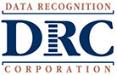 DATA RECOGNITION
DRC
CORPORATION